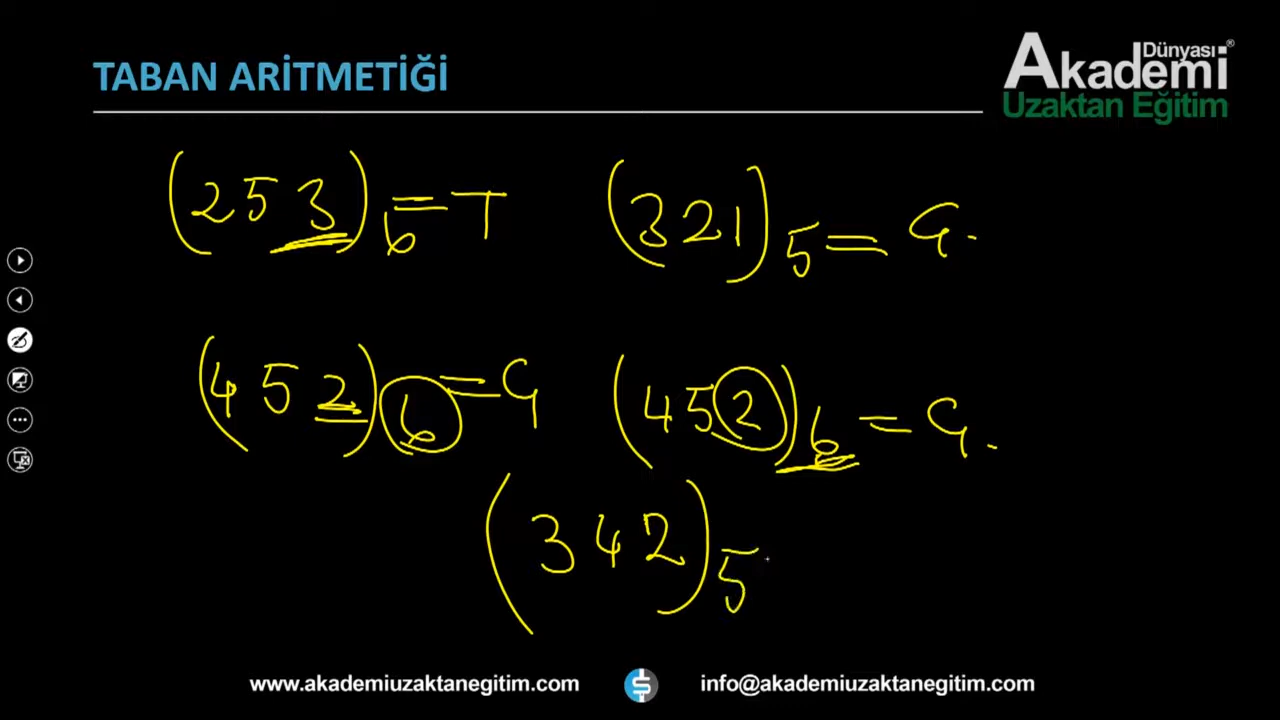 TABAN ARİTMETİĞİ
Akademi
Dünyası®
Uzaktan Eğitim
(253)6 = T
(321)5 = Ç.
(452)6 = Ç
(452)6 = Ç.
(342)5
www.akademiuzaktanegitim.com
info@akademiuzaktanegitim.com